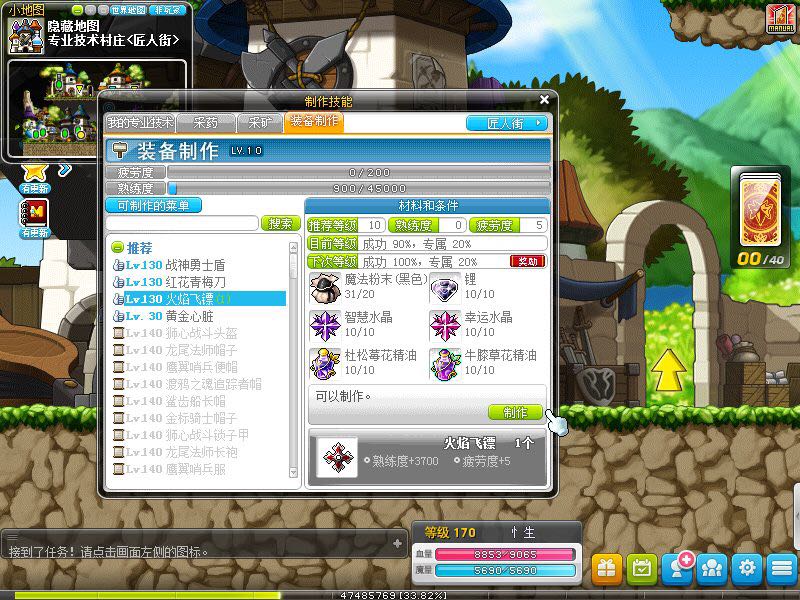 小地图
世界地图
非玩家
隐藏地图
专业技术村庄<匠人街>
MANUAL
制作技能
我的专业技术 采药 采矿 装备制作 匠人街
装备制作 LV.10
疲劳度 0/200
熟练度 900/45000
有更新
有更新
可制作的菜单
搜索
推荐
Lv.130 战神勇士盾
Lv.130 红花青梅刀
Lv.130 火焰飞镖(1)
Lv. 30 黄金心脏
Lv.140 狮心战斗头盔
Lv.140 龙尾法师帽子
Lv.140 鹰翼哨兵便帽
Lv.140 渡鸦之魂追踪者帽
Lv.140 鲨齿船长帽
Lv.140 金标骑士帽子
Lv.140 狮心战斗锁子甲
Lv.140 龙尾法师长袍
Lv.140 鹰翼哨兵服
材料和条件
推荐等级 10 熟练度 0 疲劳度 5
目前等级 成功 90%, 专属 20%
下次等级 成功 100%, 专属 20% 奖励
魔法粉末(黑色) 31/20
锂 10/10
智慧水晶 10/10
幸运水晶 10/10
杜松莓花精油 10/10
牛膝草花精油 10/10
可以制作。
制作
火焰飞镖 1个
熟练度+3700 疲劳度+5
00/40
接到了任务！请点击画面左侧的图标。
等级 170
血量 8853/9065
魔量 5690/5690
47485769[33.82%]